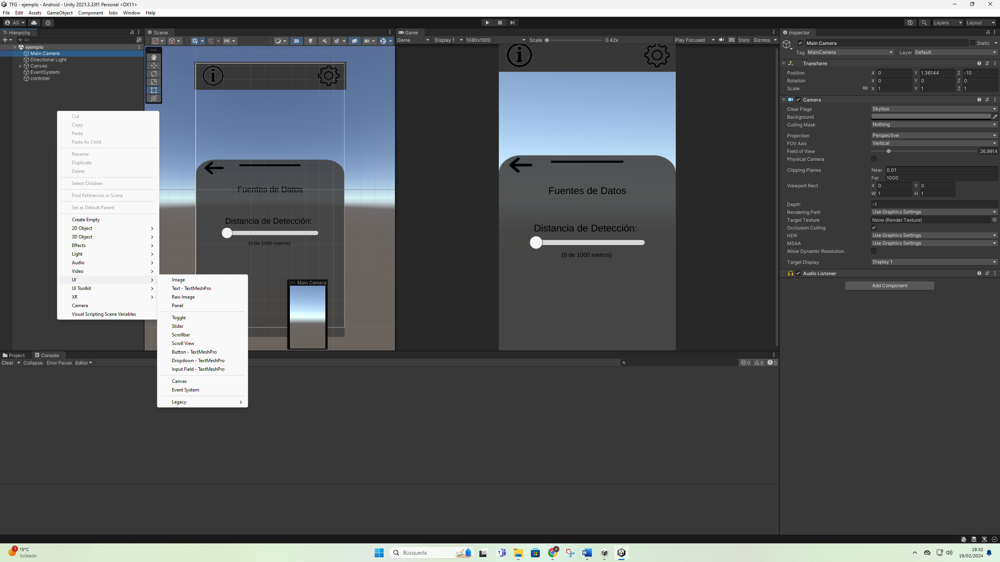 TFG - ejemplo - Android - Unity 2021.3.33f1 Personal <DX11>
File Edit Assets GameObject Component Jobs Window Help
AS
Layers Layout
Hierarchy
All
ejemplo
Main Camera
Directional Light
Canvas
EventSystem
controler
Cut
Copy
Paste
Paste As Child
Rename
Duplicate
Delete
Select Children
Find References in Scene
Set as Default Parent
Create Empty
2D Object
3D Object
Effects
Light
Audio
Video
UI
UI Toolkit
XR
Camera
Visual Scripting Scene Variables
Image
Text - TextMeshPro
Raw Image
Panel
Toggle
Slider
Scrollbar
Scroll View
Button - TextMeshPro
Dropdown - TextMeshPro
Input Field - TextMeshPro
Canvas
Event System
Legacy
Scene
2D
Fuentes de Datos
Distancia de Detección:
(0 de 1000 metros)
Main Camera
Game
Game Display 1 1080x1920 Scale 0.42x Play Focused Stats Gizmos
Fuentes de Datos
Distancia de Detección:
(0 de 1000 metros)
Inspector
Main Camera Static
Tag MainCamera Layer Default
Transform
Position X 0 Y 1.36144 Z -10
Rotation X 0 Y 0 Z 0
Scale X 1 Y 1 Z 1
Camera
Clear Flags Skybox
Background
Culling Mask Nothing
Projection Perspective
FOV Axis Vertical
Field of View 26.9914
Physical Camera
Clipping Planes Near 0.01
Far 1000
Viewport Rect X 0 Y 0
W 1 H 1
Depth -1
Rendering Path Use Graphics Settings
Target Texture None (Render Texture)
Occlusion Culling
HDR Use Graphics Settings
MSAA Use Graphics Settings
Allow Dynamic Resolution
Target Display Display 1
Audio Listener
Add Component
Project Console
Clear Collapse Error Pause Editor
0 0 0
1
15°C
Soleado
Búsqueda
A
18:32
19/02/2024